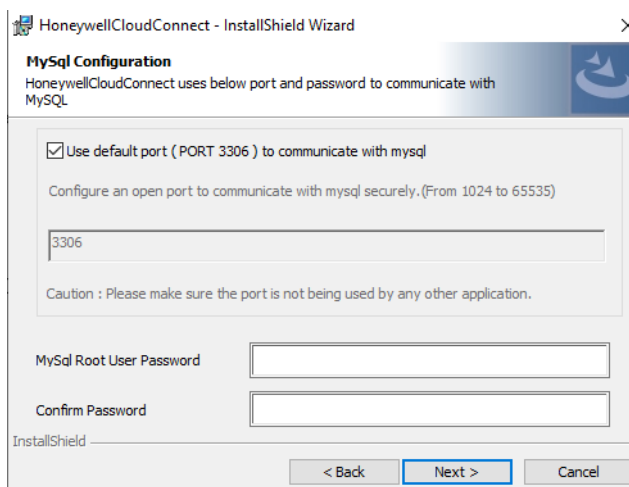 HoneywellCloudConnect - InstallShield Wizard
MySql Configuration
HoneywellCloudConnect uses below port and password to communicate with
MySQL
Use default port ( PORT 3306 ) to communicate with mysql
Configure an open port to communicate with mysql securely.(From 1024 to 65535)
3306
Caution : Please make sure the port is not being used by any other application.
MySql Root User Password
Confirm Password
InstallShield
< Back Next > Cancel